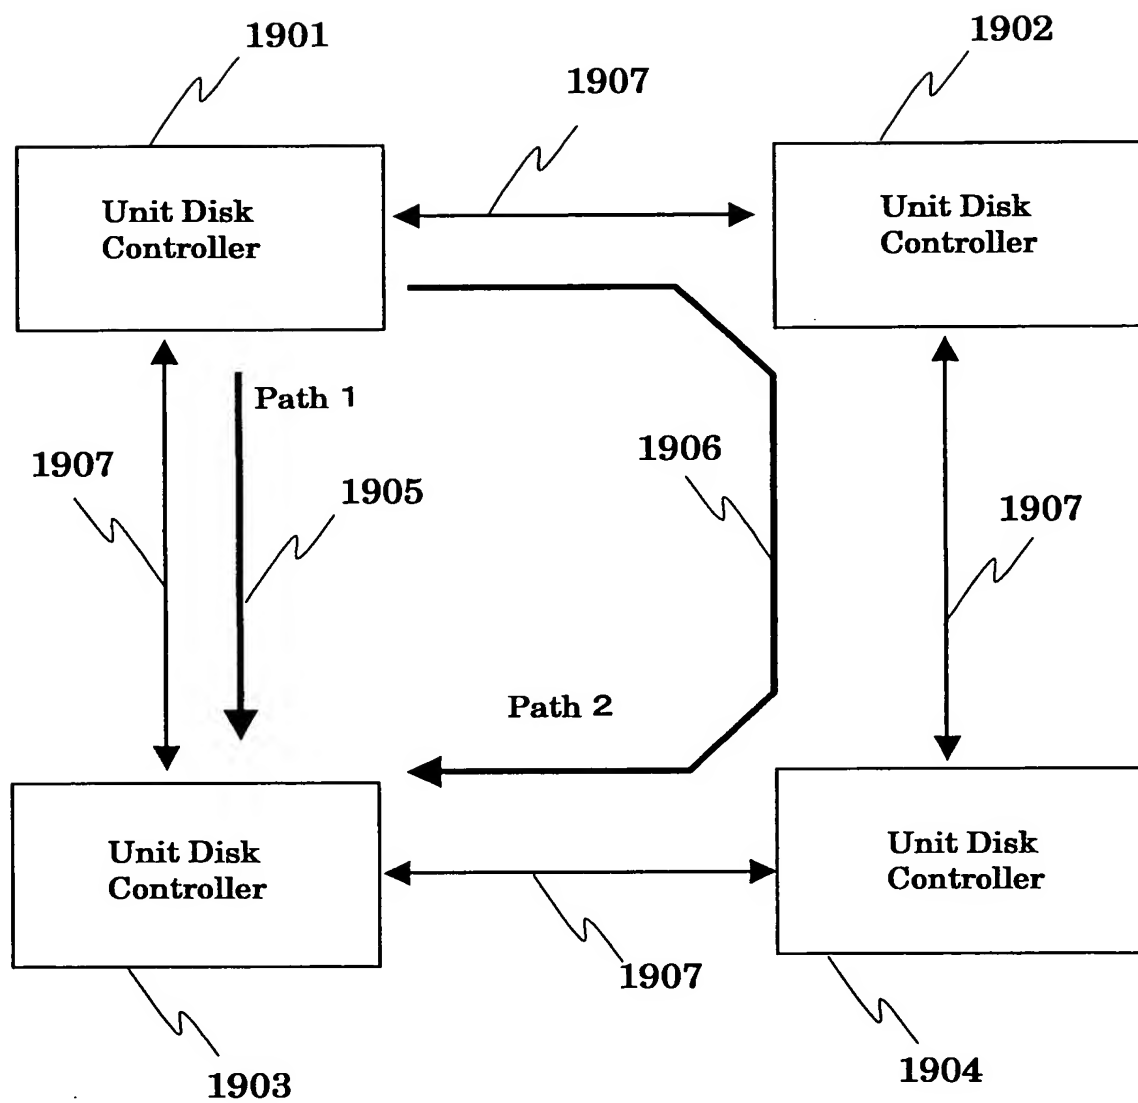 1901
1902
1907
Unit Disk
Controller
Unit Disk
Controller
Path 1
1907
1905
1906
1907
Path 2
Unit Disk
Controller
Unit Disk
Controller
1907
1903
1904